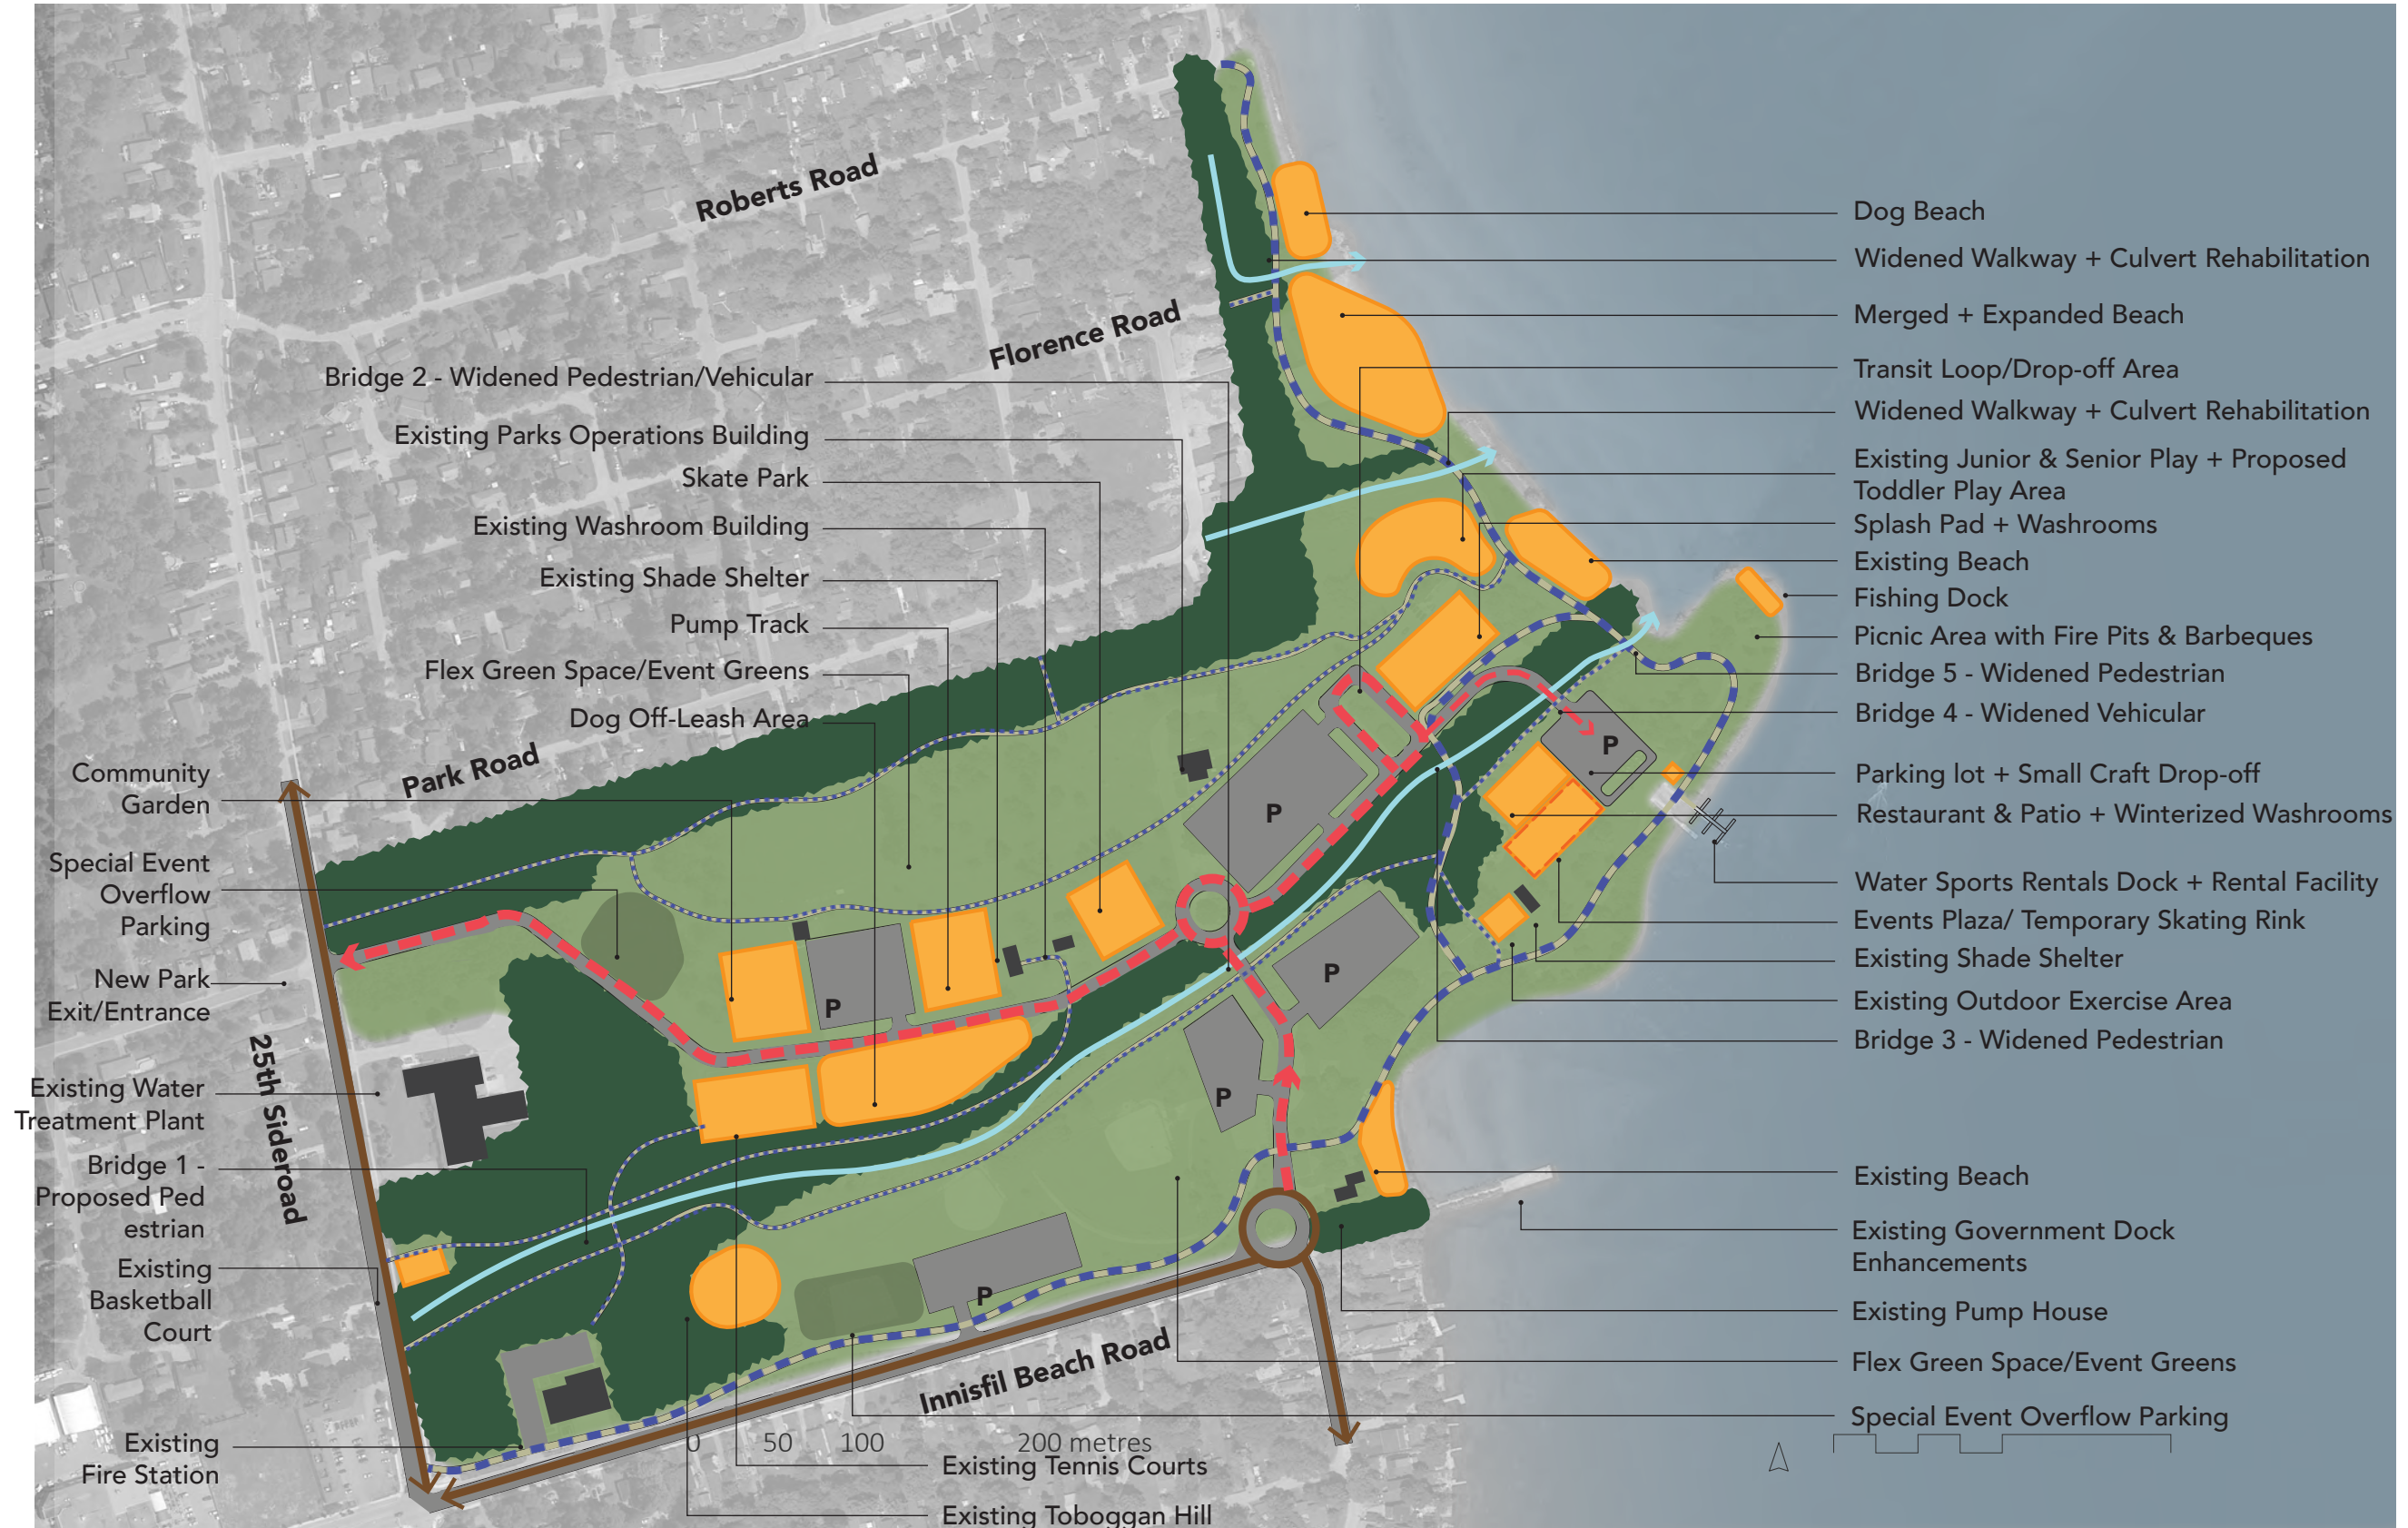 Roberts Road
Florence Road
Park Road
25th Sideroad
Innisfil Beach Road
Bridge 2 - Widened Pedestrian/Vehicular
Existing Parks Operations Building
Skate Park
Existing Washroom Building
Existing Shade Shelter
Pump Track
Flex Green Space/Event Greens
Dog Off-Leash Area
Community
Garden
Special Event
Overflow
Parking
New Park
Exit/Entrance
Existing Water
Treatment Plant
Bridge 1 -
Proposed Ped
estrian
Existing
Basketball
Court
Existing
Fire Station
Dog Beach
Widened Walkway + Culvert Rehabilitation
Merged + Expanded Beach
Transit Loop/Drop-off Area
Widened Walkway + Culvert Rehabilitation
Existing Junior & Senior Play + Proposed
Toddler Play Area
Splash Pad + Washrooms
Existing Beach
Fishing Dock
Picnic Area with Fire Pits & Barbeques
Bridge 5 - Widened Pedestrian
Bridge 4 - Widened Vehicular
Parking lot + Small Craft Drop-off
Restaurant & Patio + Winterized Washrooms
Water Sports Rentals Dock + Rental Facility
Events Plaza/ Temporary Skating Rink
Existing Shade Shelter
Existing Outdoor Exercise Area
Bridge 3 - Widened Pedestrian
Existing Beach
Existing Government Dock
Enhancements
Existing Pump House
Flex Green Space/Event Greens
Special Event Overflow Parking
P
P
P
P
P
P
0 50 100 200 metres
Existing Tennis Courts
Existing Toboggan Hill